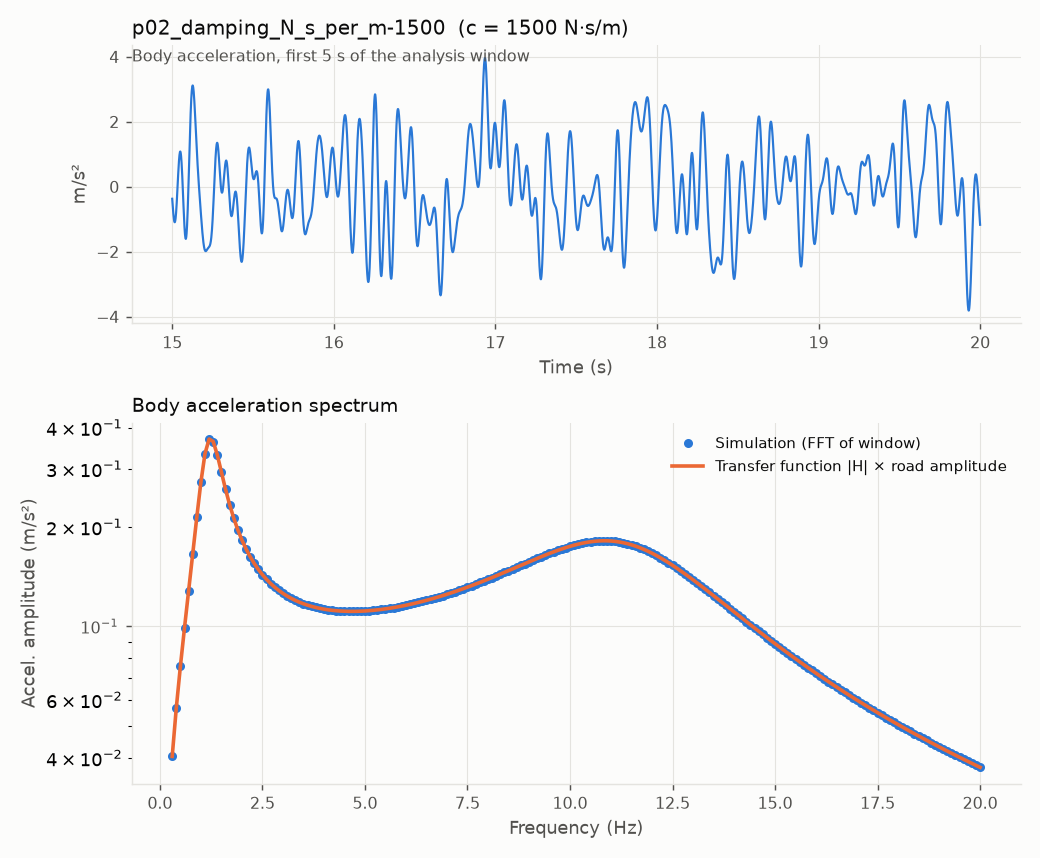 p02_damping_N_s_per_m-1500  (c = 1500 N·s/m)
Body acceleration, first 5 s of the analysis window
4
2
0
−2
−4
m/s²
15 16 17 18 19 20
Time (s)
Body acceleration spectrum
4 × 10⁻¹
3 × 10⁻¹
2 × 10⁻¹
10⁻¹
6 × 10⁻²
4 × 10⁻²
Accel. amplitude (m/s²)
Simulation (FFT of window)
Transfer function |H| × road amplitude
0.0 2.5 5.0 7.5 10.0 12.5 15.0 17.5 20.0
Frequency (Hz)